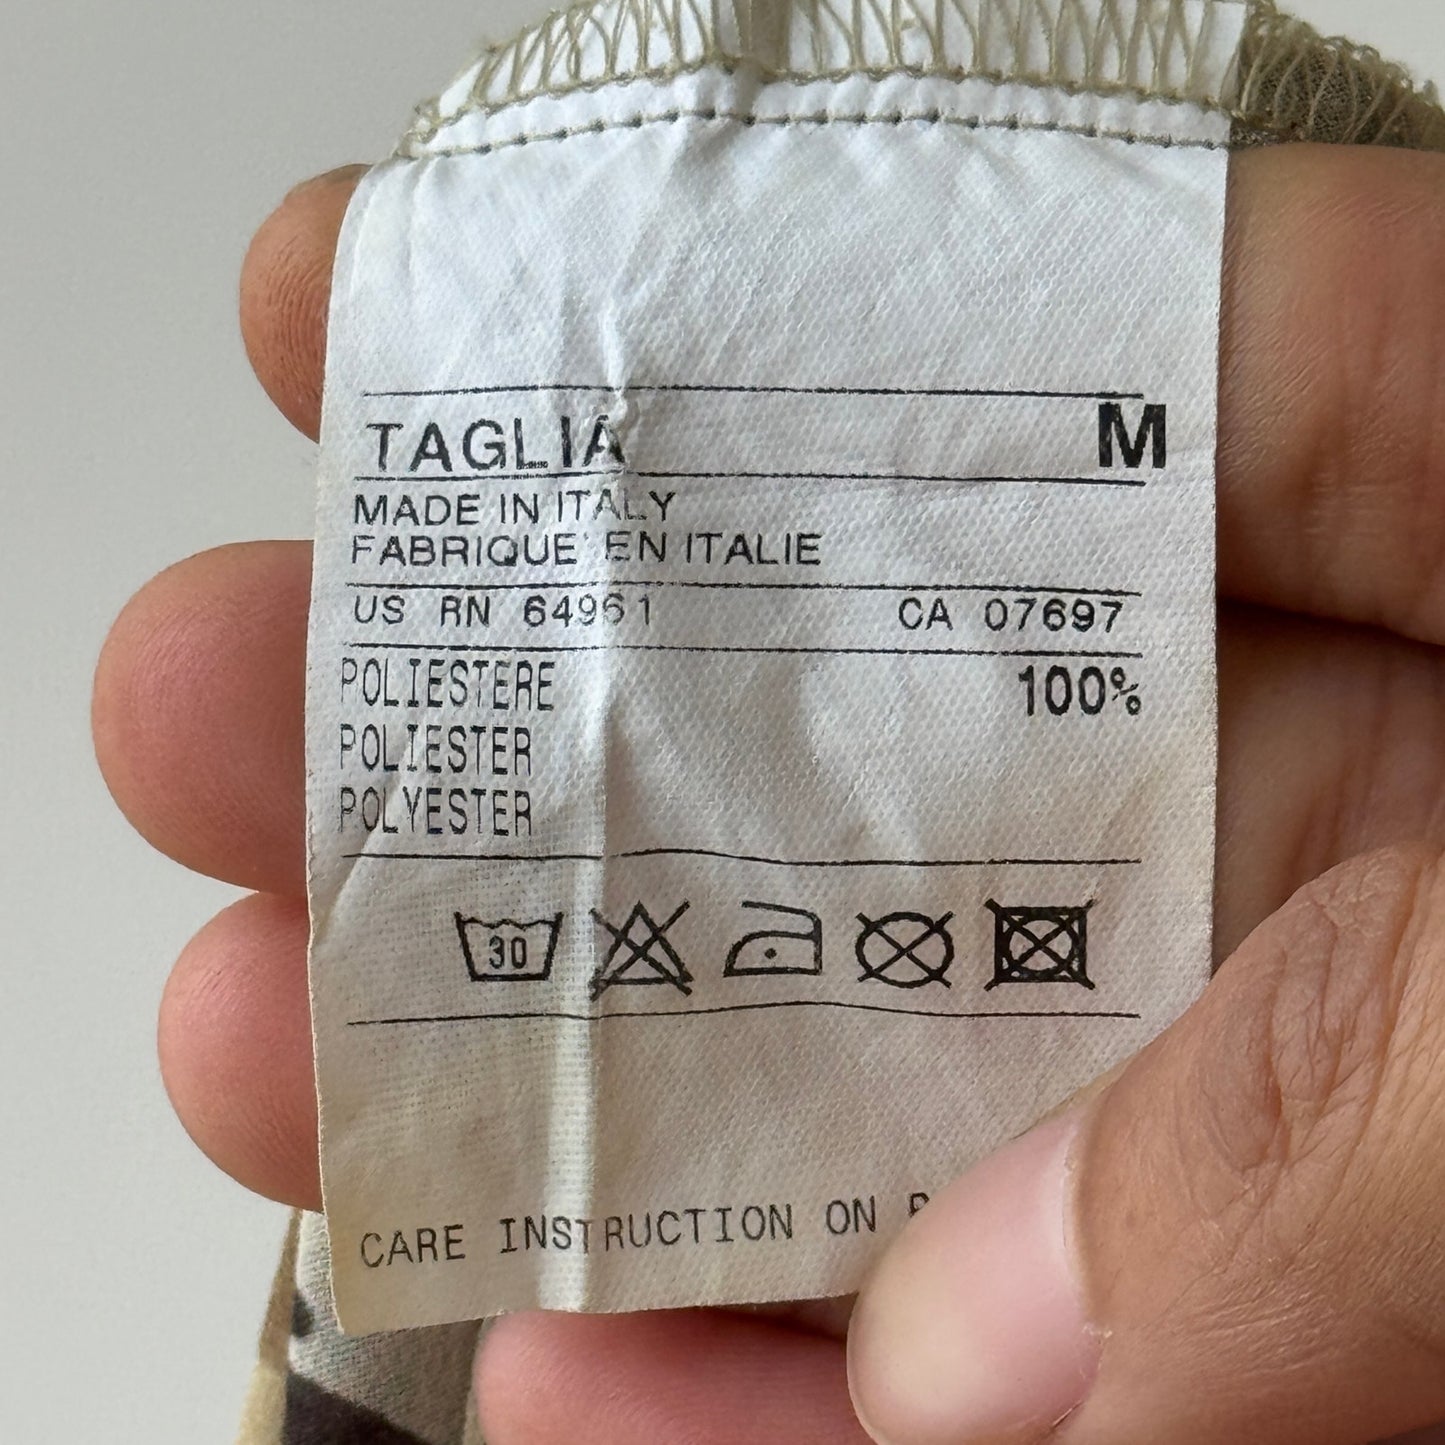 TAGLIA M
MADE IN ITALY
FABRIQUE EN ITALIE
US RN 64961 CA 07697
POLIESTERE 100%
POLIESTER
POLYESTER
30
CARE INSTRUCTION ON